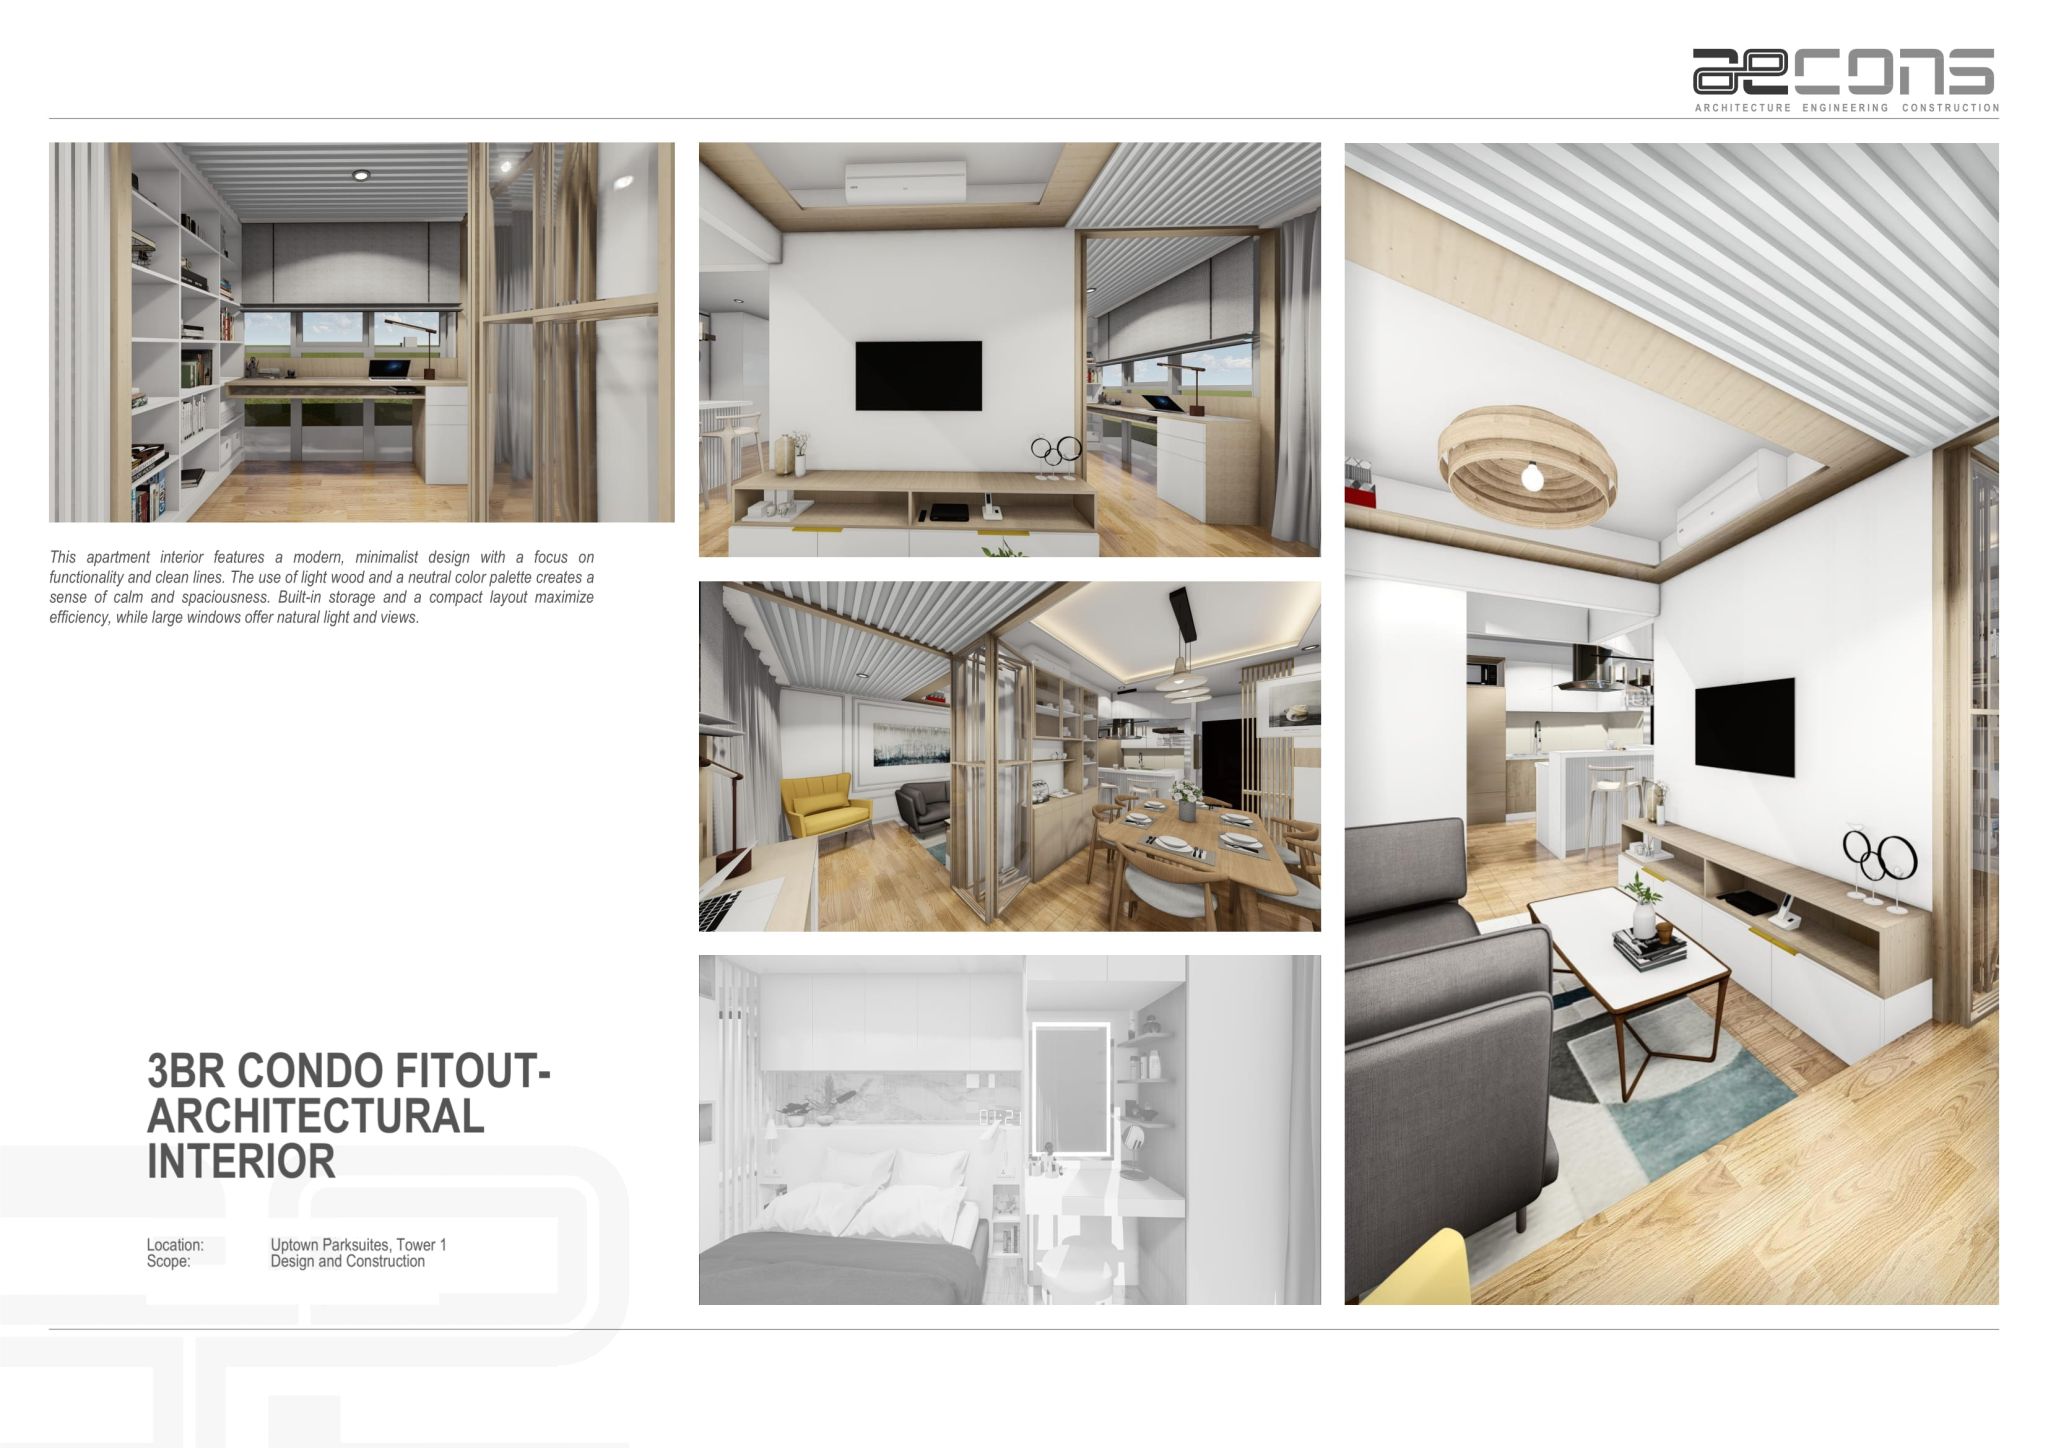 aecons
ARCHITECTURE ENGINEERING CONSTRUCTION
This apartment interior features a modern, minimalist design with a focus on
functionality and clean lines. The use of light wood and a neutral color palette creates a
sense of calm and spaciousness. Built-in storage and a compact layout maximize
efficiency, while large windows offer natural light and views.
3BR CONDO FITOUT-
ARCHITECTURAL
INTERIOR
Location: Uptown Parksuites, Tower 1
Scope: Design and Construction